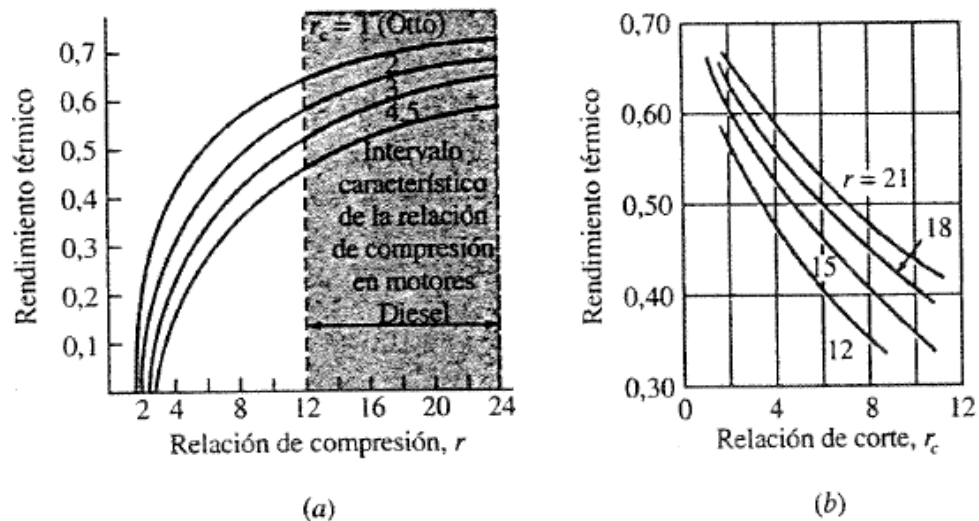 Rendimiento térmico
0,7
0,6
0,5
0,4
0,3
0,2
0,1
r_c = 1 (Otto)
2
3
4,5
Intervalo
característico
de la relación
de compresión
en motores
Diesel
2 4 8 12 16 20 24
Relación de compresión, r
(a)
Rendimiento térmico
0,70
0,60
0,50
0,40
0,30
r = 21
18
15
12
0 4 8 12
Relación de corte, r_c
(b)